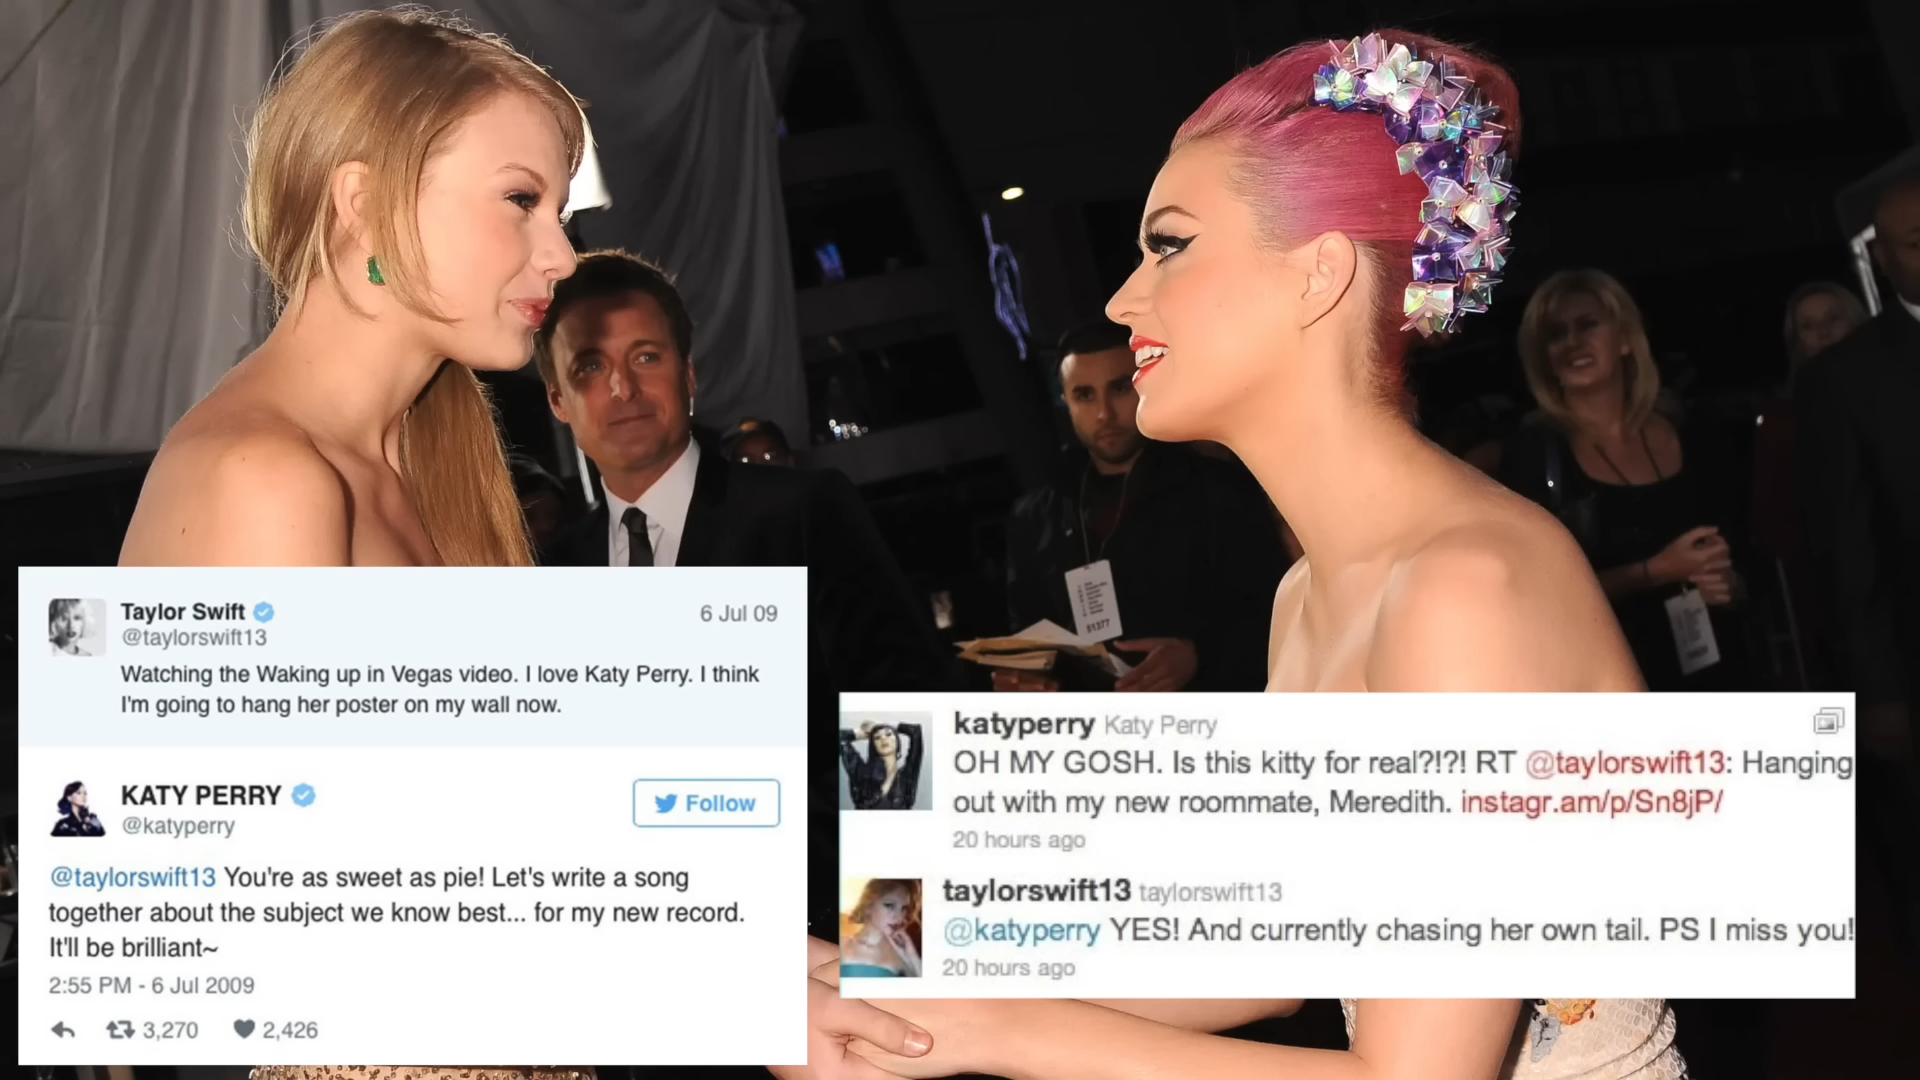 Taylor Swift
6 Jul 09
@taylorswift13
Watching the Waking up in Vegas video. I love Katy Perry. I think
I'm going to hang her poster on my wall now.
KATY PERRY
Follow
@katyperry
@taylorswift13 You're as sweet as pie! Let's write a song
together about the subject we know best... for my new record.
It'll be brilliant~
2:55 PM - 6 Jul 2009
3,270 2,426
katyperry Katy Perry
OH MY GOSH. Is this kitty for real?!?! RT @taylorswift13: Hanging
out with my new roommate, Meredith. instagr.am/p/Sn8jP/
20 hours ago
taylorswift13 taylorswift13
@katyperry YES! And currently chasing her own tail. PS I miss you!
20 hours ago
51377